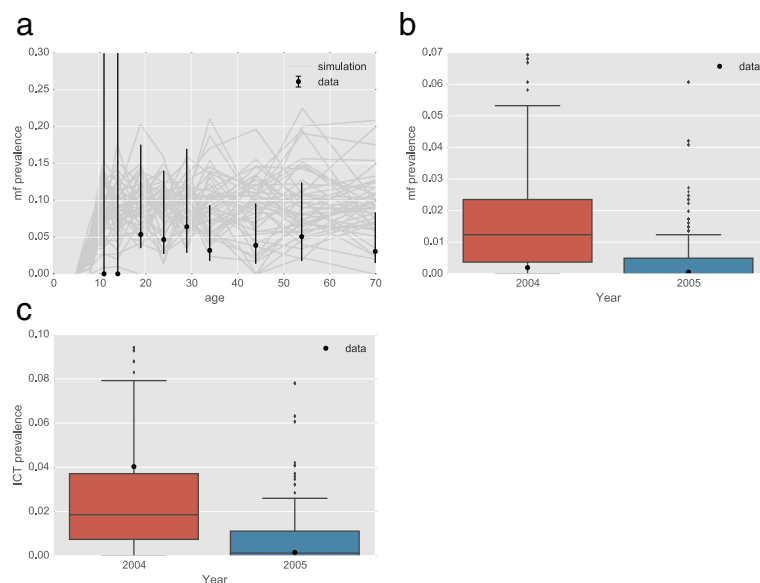 a
0.30
0.25
0.20
0.15
0.10
0.05
0.00
mf prevalence
0 10 20 30 40 50 60 70
age
simulation
data
b
0.07
0.06
0.05
0.04
0.03
0.02
0.01
0.00
mf prevalence
2004 2005
Year
data
c
0.10
0.08
0.06
0.04
0.02
0.00
ICT prevalence
2004 2005
Year
data